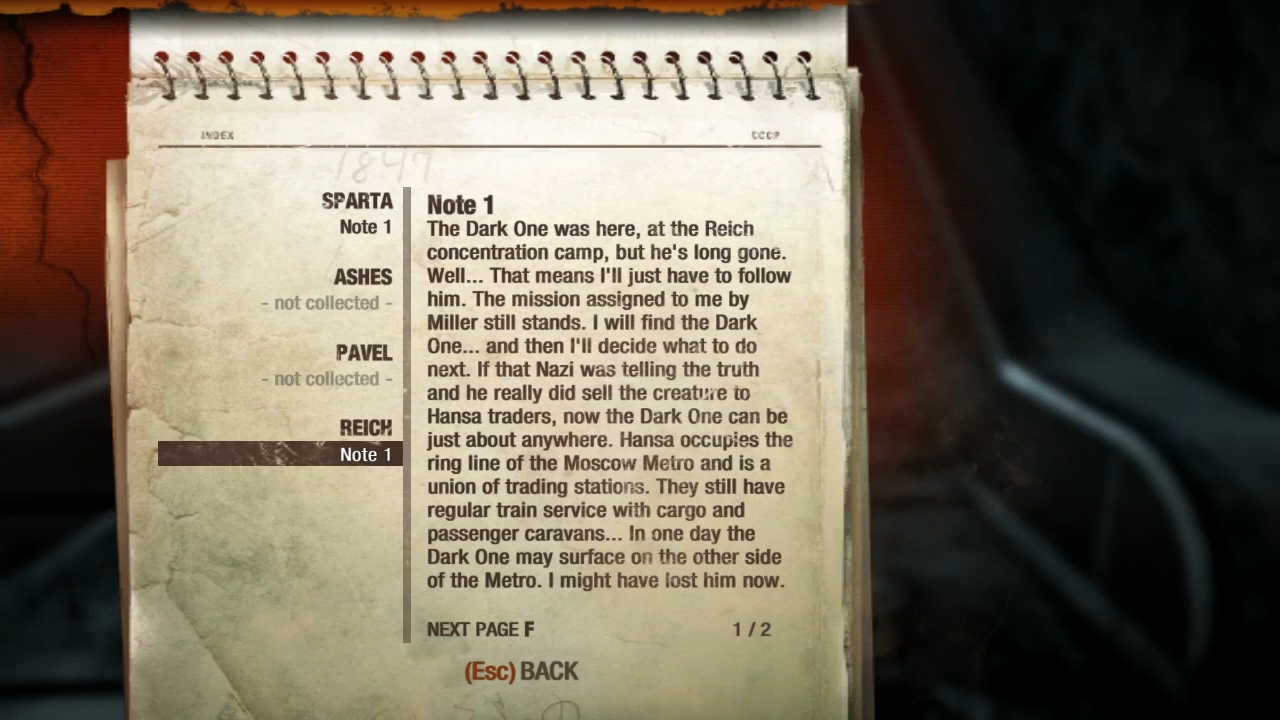 INDEX
CCCP
1847
SPARTA
Note 1
ASHES
- not collected -
PAVEL
- not collected -
REICH
Note 1
Note 1
The Dark One was here, at the Reich
concentration camp, but he's long gone.
Well... That means I'll just have to follow
him. The mission assigned to me by
Miller still stands. I will find the Dark
One... and then I'll decide what to do
next. If that Nazi was telling the truth
and he really did sell the creature to
Hansa traders, now the Dark One can be
just about anywhere. Hansa occupies the
ring line of the Moscow Metro and is a
union of trading stations. They still have
regular train service with cargo and
passenger caravans... In one day the
Dark One may surface on the other side
of the Metro. I might have lost him now.
NEXT PAGE F
1 / 2
(Esc) BACK